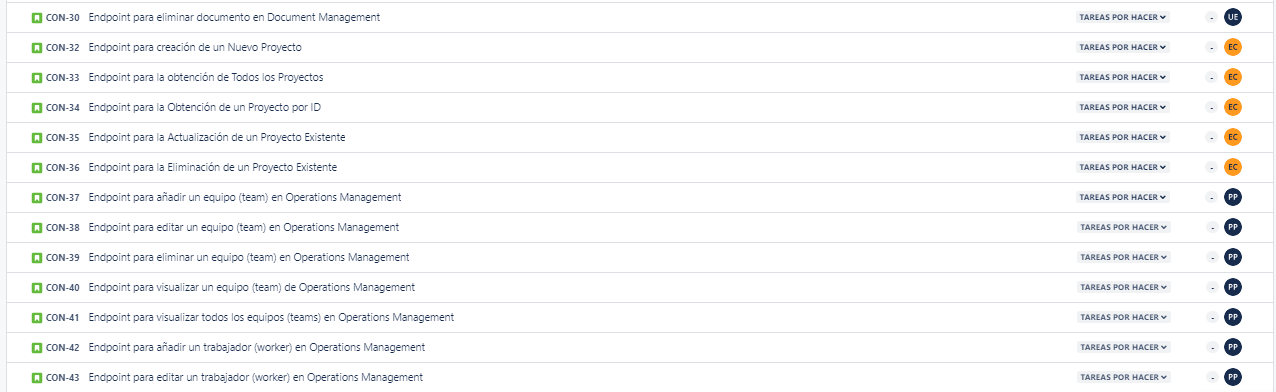 CON-30 Endpoint para eliminar documento en Document Management TAREAS POR HACER - UE
CON-32 Endpoint para creación de un Nuevo Proyecto TAREAS POR HACER - EC
CON-33 Endpoint para la obtención de Todos los Proyectos TAREAS POR HACER - EC
CON-34 Endpoint para la Obtención de un Proyecto por ID TAREAS POR HACER - EC
CON-35 Endpoint para la Actualización de un Proyecto Existente TAREAS POR HACER - EC
CON-36 Endpoint para la Eliminación de un Proyecto Existente TAREAS POR HACER - EC
CON-37 Endpoint para añadir un equipo (team) en Operations Management TAREAS POR HACER - PP
CON-38 Endpoint para editar un equipo (team) en Operations Management TAREAS POR HACER - PP
CON-39 Endpoint para eliminar un equipo (team) en Operations Management TAREAS POR HACER - PP
CON-40 Endpoint para visualizar un equipo (team) de Operations Management TAREAS POR HACER - PP
CON-41 Endpoint para visualizar todos los equipos (teams) en Operations Management TAREAS POR HACER - PP
CON-42 Endpoint para añadir un trabajador (worker) en Operations Management TAREAS POR HACER - PP
CON-43 Endpoint para editar un trabajador (worker) en Operations Management TAREAS POR HACER - PP